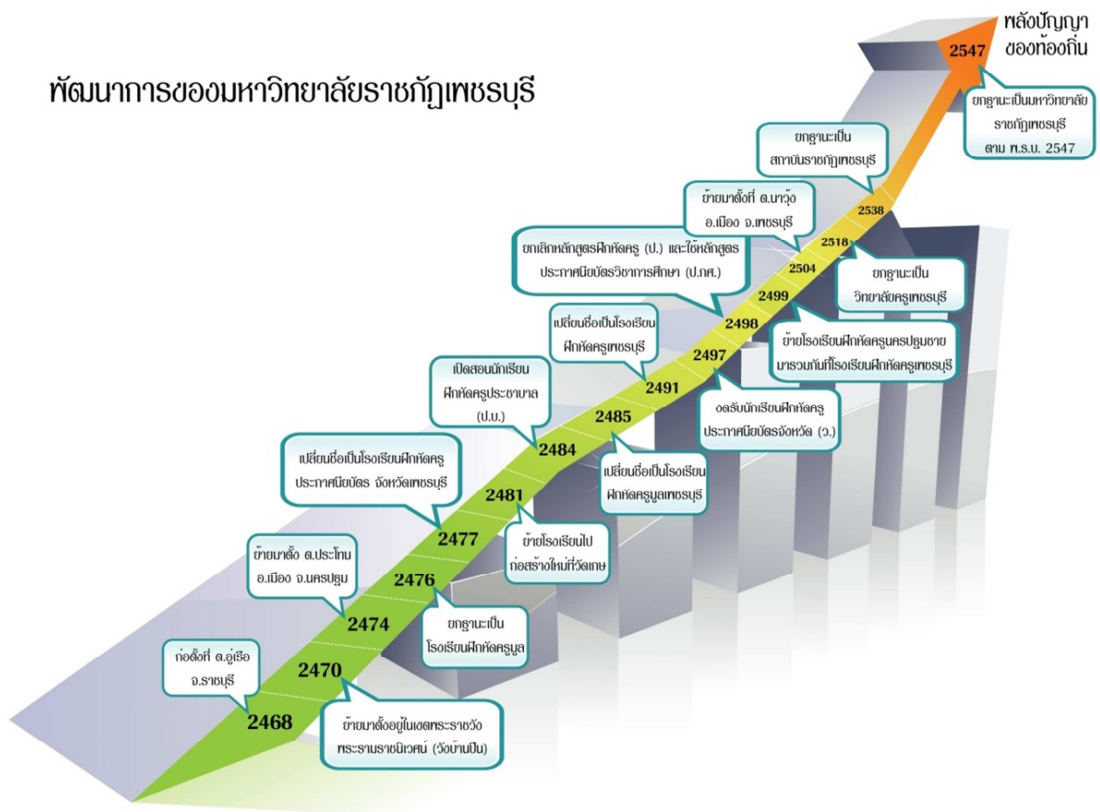 พัฒนาการของมหาวิทยาลัยราชภัฏเพชรบุรี
พลังปัญญา
ของท้องถิ่น
2547
ยกฐานะเป็นมหาวิทยาลัย
ราชภัฏเพชรบุรี
ตาม พ.ร.บ. 2547
ยกฐานะเป็น
สถาบันราชภัฏเพชรบุรี
2538
ย้ายมาตั้งที่ ต.นาวุ้ง
อ.เมือง จ.เพชรบุรี
2518
ยกฐานะเป็น
วิทยาลัยครูเพชรบุรี
2504
ยกเลิกหลักสูตรฝึกหัดครู (ป.) และใช้หลักสูตร
ประกาศนียบัตรวิชาการศึกษา (ป.กศ.)
2499
ย้ายโรงเรียนฝึกหัดครูนครปฐมชาย
มารวมกันที่โรงเรียนฝึกหัดครูเพชรบุรี
2498
เปลี่ยนชื่อเป็นโรงเรียน
ฝึกหัดครูเพชรบุรี
2497
งดรับนักเรียนฝึกหัดครู
ประกาศนียบัตรจังหวัด (ว.)
2491
เปิดสอนนักเรียน
ฝึกหัดครูประชาบาล
(ป.บ.)
2485
เปลี่ยนชื่อเป็นโรงเรียน
ฝึกหัดครูมูลเพชรบุรี
2484
เปลี่ยนชื่อเป็นโรงเรียนฝึกหัดครู
ประกาศนียบัตร จังหวัดเพชรบุรี
2481
ย้ายโรงเรียนไป
ก่อสร้างใหม่ที่วัดเกษ
2477
ย้ายมาตั้ง ต.ประโทน
อ.เมือง จ.นครปฐม
2476
ยกฐานะเป็น
โรงเรียนฝึกหัดครูมูล
2474
ก่อตั้งที่ ต.อู่เรือ
จ.ราชบุรี
2470
ย้ายมาตั้งอยู่ในเขตพระราชวัง
พระรามราชนิเวศน์ (วังบ้านปืน)
2468